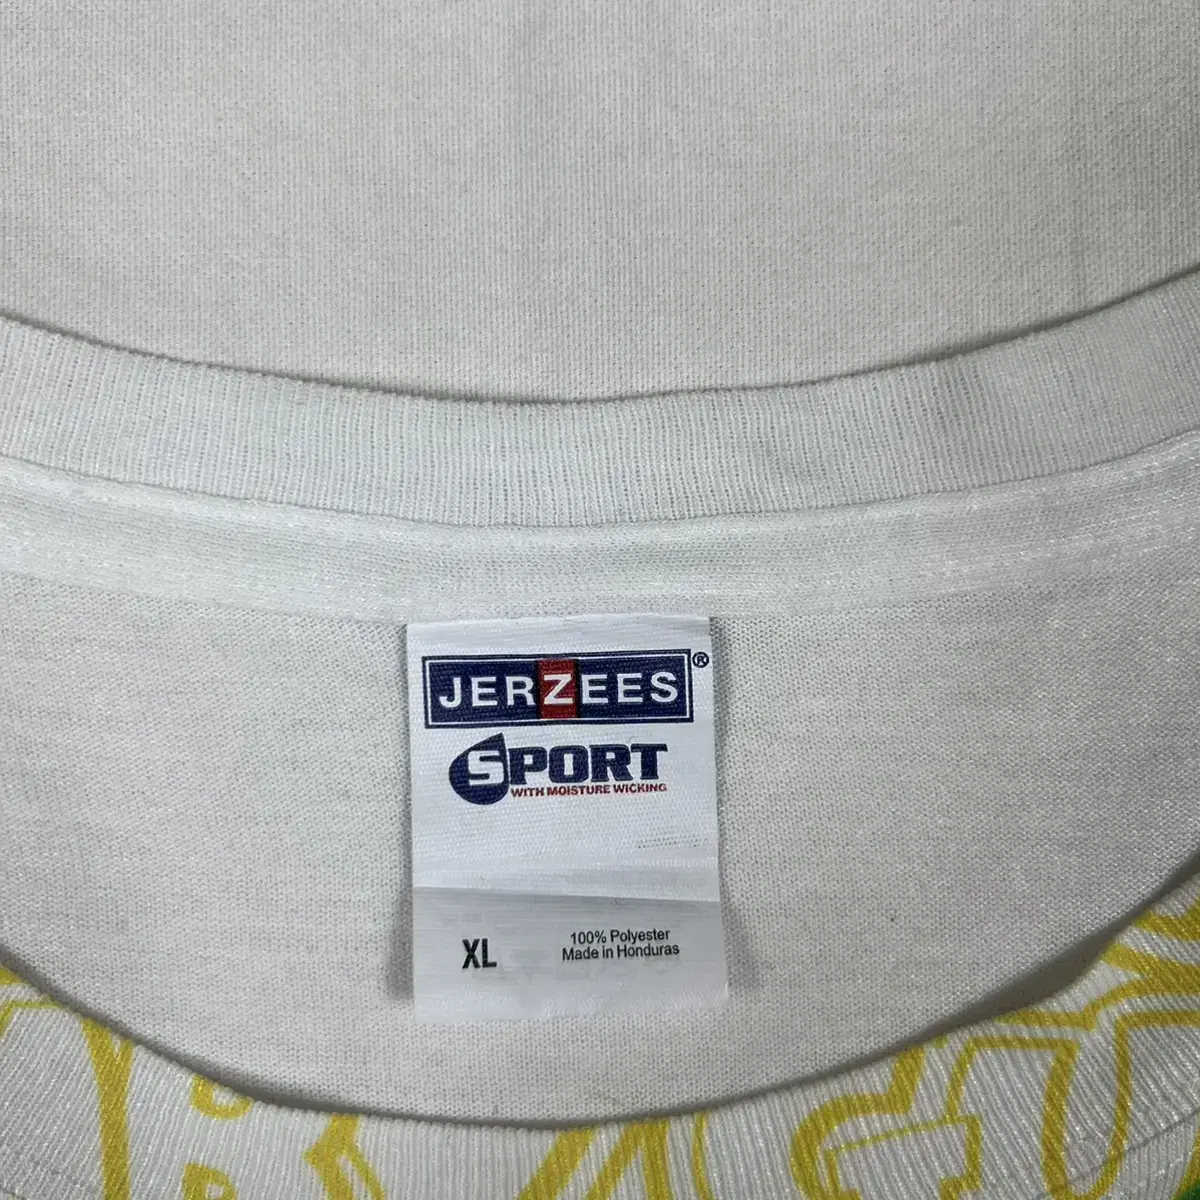 JERZEES®
SPORT
WITH MOISTURE WICKING
XL
100% Polyester
Made in Honduras